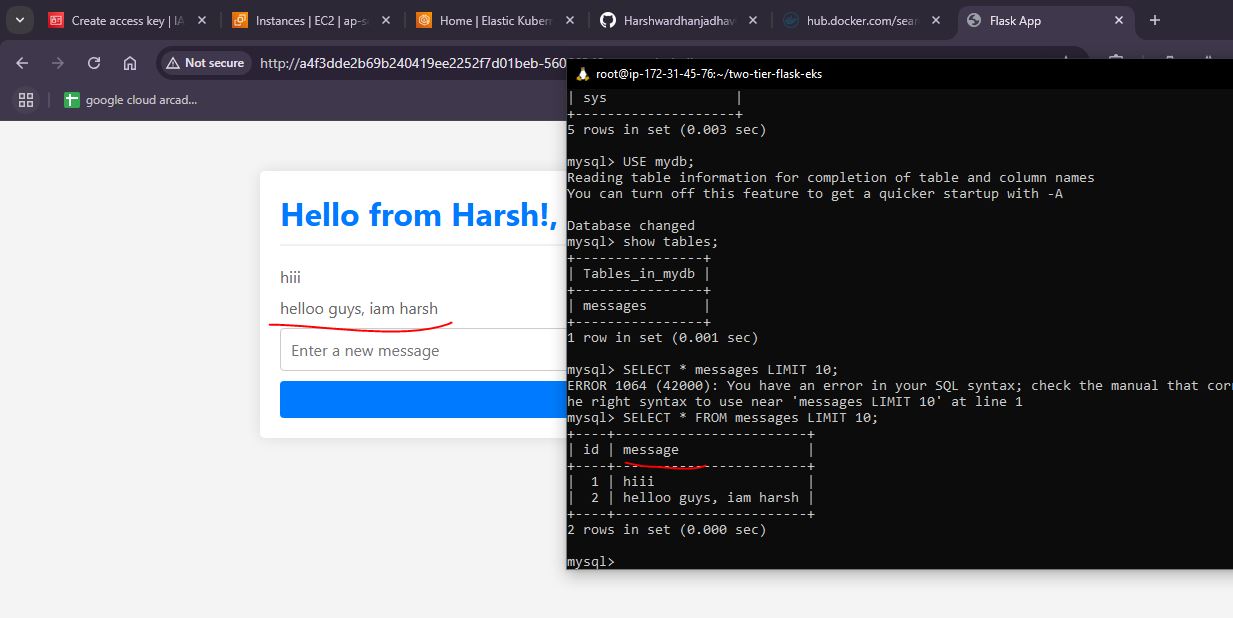 Create access key | IA
Instances | EC2 | ap-s
Home | Elastic Kubern
Harshwardhanjadhav
hub.docker.com/sear
Flask App
Not secure
http://a4f3dde2b69b240419ee2252f7d01beb-560
google cloud arcad...
Hello from Harsh!,
hiii
helloo guys, iam harsh
Enter a new message
root@ip-172-31-45-76:~/two-tier-flask-eks
| sys |
+--------------------+
5 rows in set (0.003 sec)
mysql> USE mydb;
Reading table information for completion of table and column names
You can turn off this feature to get a quicker startup with -A
Database changed
mysql> show tables;
+----------------+
| Tables_in_mydb |
+----------------+
| messages |
+----------------+
1 row in set (0.001 sec)
mysql> SELECT * messages LIMIT 10;
ERROR 1064 (42000): You have an error in your SQL syntax; check the manual that cor
he right syntax to use near 'messages LIMIT 10' at line 1
mysql> SELECT * FROM messages LIMIT 10;
+----+------------------------+
| id | message |
+----+------------------------+
| 1 | hiii |
| 2 | helloo guys, iam harsh |
+----+------------------------+
2 rows in set (0.000 sec)
mysql>